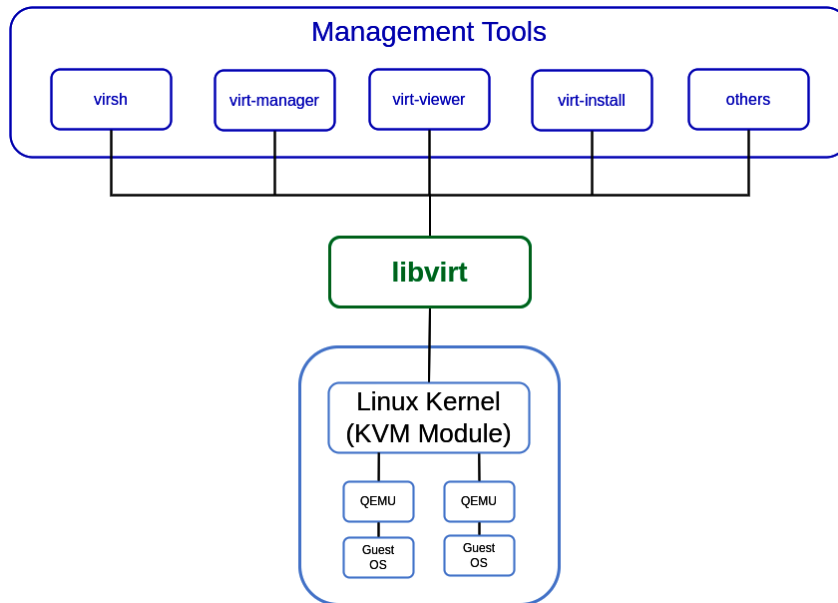 Management Tools
virsh
virt-manager
virt-viewer
virt-install
others
libvirt
Linux Kernel
(KVM Module)
QEMU
QEMU
Guest
OS
Guest
OS